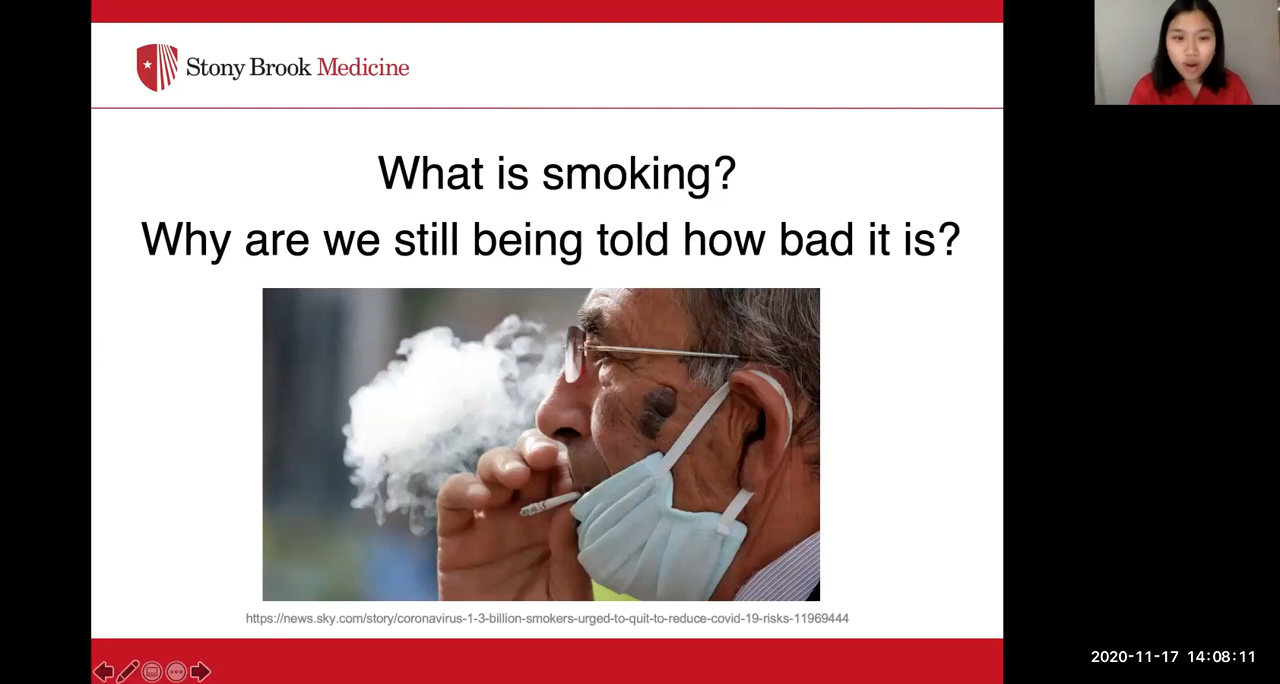 Stony Brook Medicine
What is smoking?
Why are we still being told how bad it is?
https://news.sky.com/story/coronavirus-1-3-billion-smokers-urged-to-quit-to-reduce-covid-19-risks-11969444
2020-11-17 14:08:11